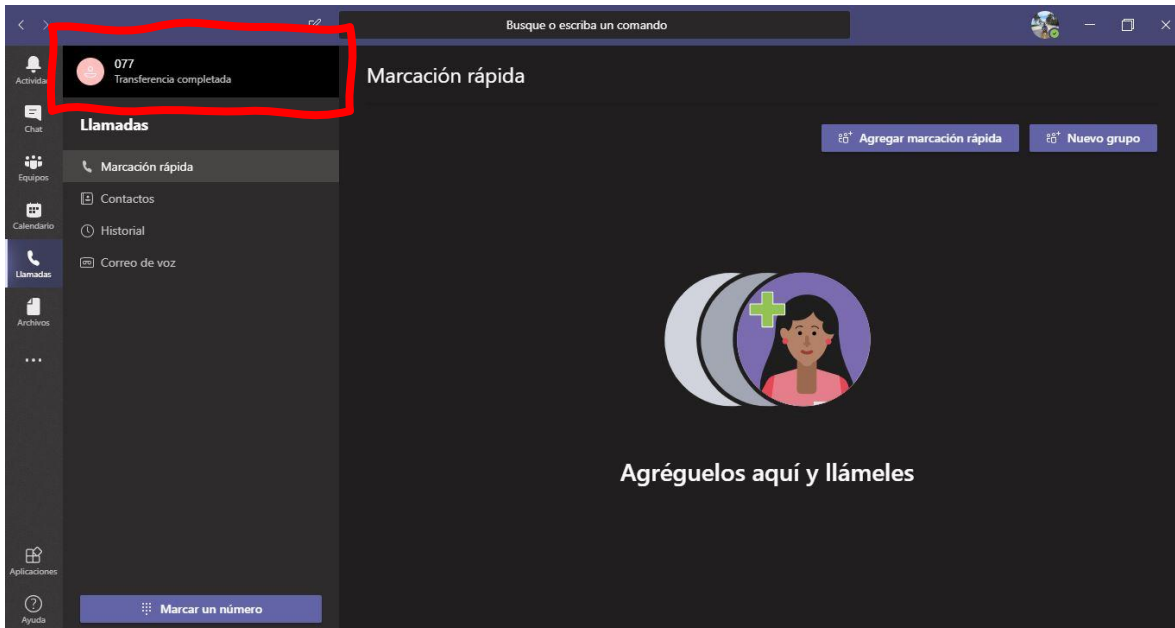 Busque o escriba un comando
077
Transferencia completada
Llamadas
Marcación rápida
Contactos
Historial
Correo de voz
Marcar un número
Chat
Equipos
Calendario
Llamadas
Archivos
...
Aplicaciones
Ayuda
Marcación rápida
Agregar marcación rápida
Nuevo grupo
Agréguelos aquí y llámeles